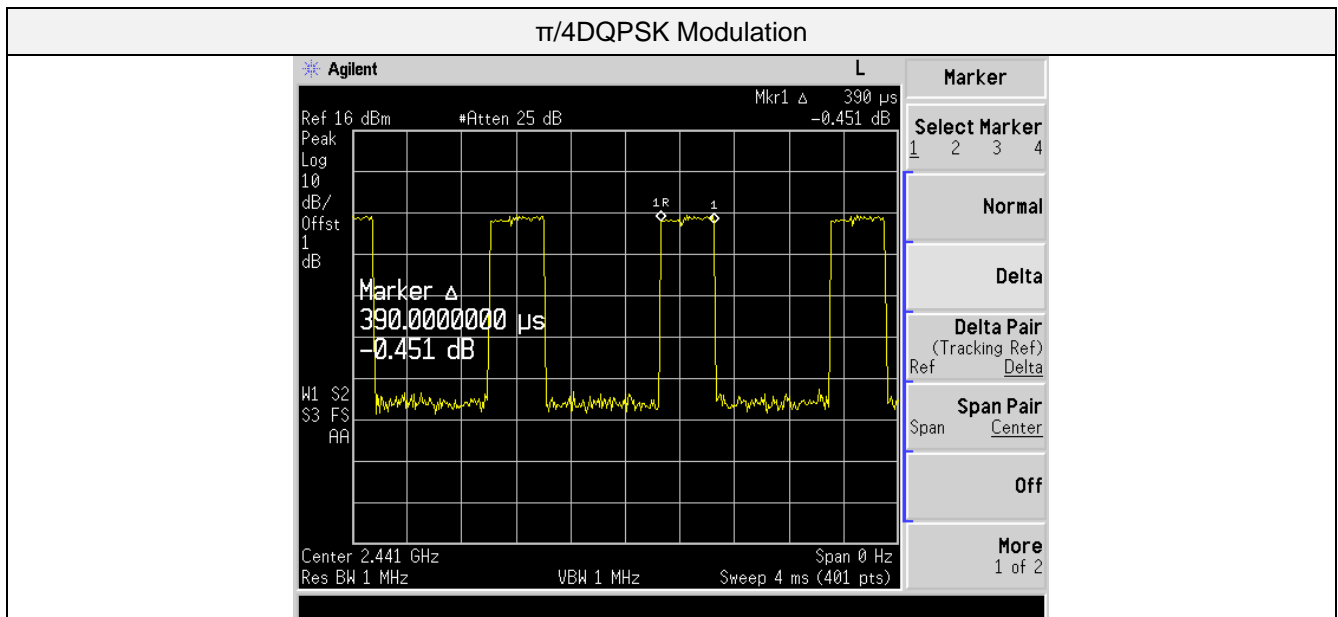 π/4DQPSK Modulation
Agilent L
Mkr1 Δ 390 µs
Ref 16 dBm #Atten 25 dB -0.451 dB
Peak
Log
10
dB/
Offst
1
dB
1R 1
Marker Δ
390.0000000 µs
-0.451 dB
W1 S2
S3 FS
AA
Center 2.441 GHz Span 0 Hz
Res BW 1 MHz VBW 1 MHz Sweep 4 ms (401 pts)
Marker
Select Marker
1 2 3 4
Normal
Delta
Delta Pair
(Tracking Ref)
Ref Delta
Span Pair
Span Center
Off
More
1 of 2